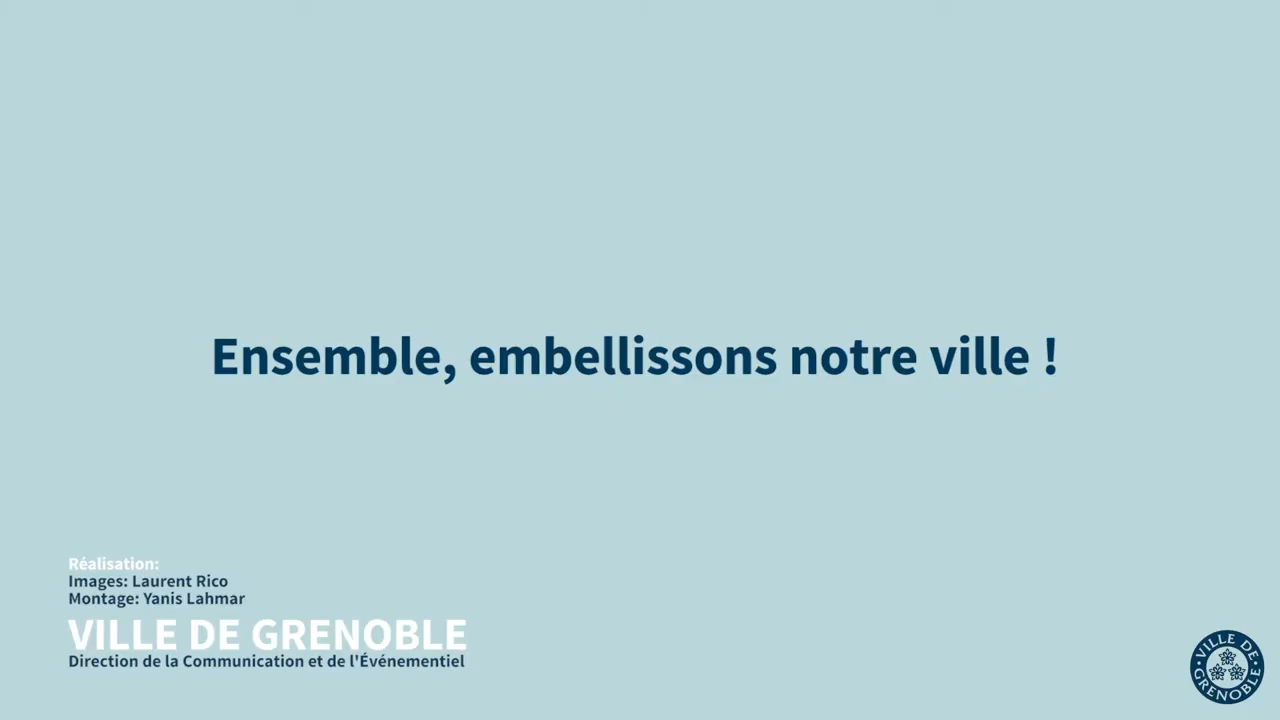 Ensemble, embellissons notre ville !
Réalisation:
Images: Laurent Rico
Montage: Yanis Lahmar
VILLE DE GRENOBLE
Direction de la Communication et de l'Événementiel
VILLE DE
GRENOBLE